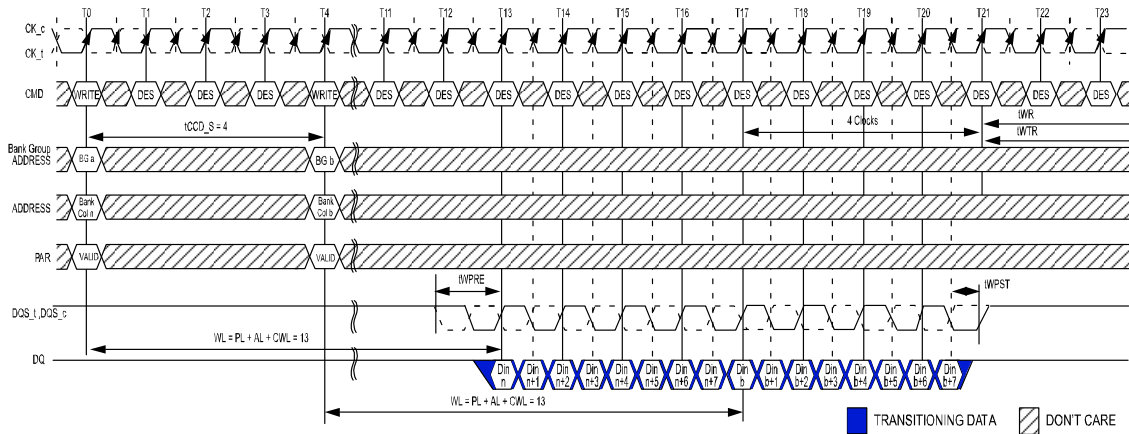 T0 T1 T2 T3 T4 T11 T12 T13 T14 T15 T16 T17 T18 T19 T20 T21 T22 T23
CK_c
CK_t
CMD WRITE DES DES DES WRITE DES DES DES DES DES DES DES DES DES DES DES DES DES
tCCD_S = 4
4 Clocks
tWR
tWTR
Bank Group
ADDRESS
BG a
BG b
ADDRESS
Bank
Col n
Bank
Col b
PAR VALID VALID
tWPRE
tWPST
DQS_t ,DQS_c
WL = PL + AL + CWL = 13
DQ
Din
n
Din
n+1
Din
n+2
Din
n+3
Din
n+4
Din
n+5
Din
n+6
Din
n+7
Din
b
Din
b+1
Din
b+2
Din
b+3
Din
b+4
Din
b+5
Din
b+6
Din
b+7
WL = PL + AL + CWL = 13
TRANSITIONING DATA
DON'T CARE